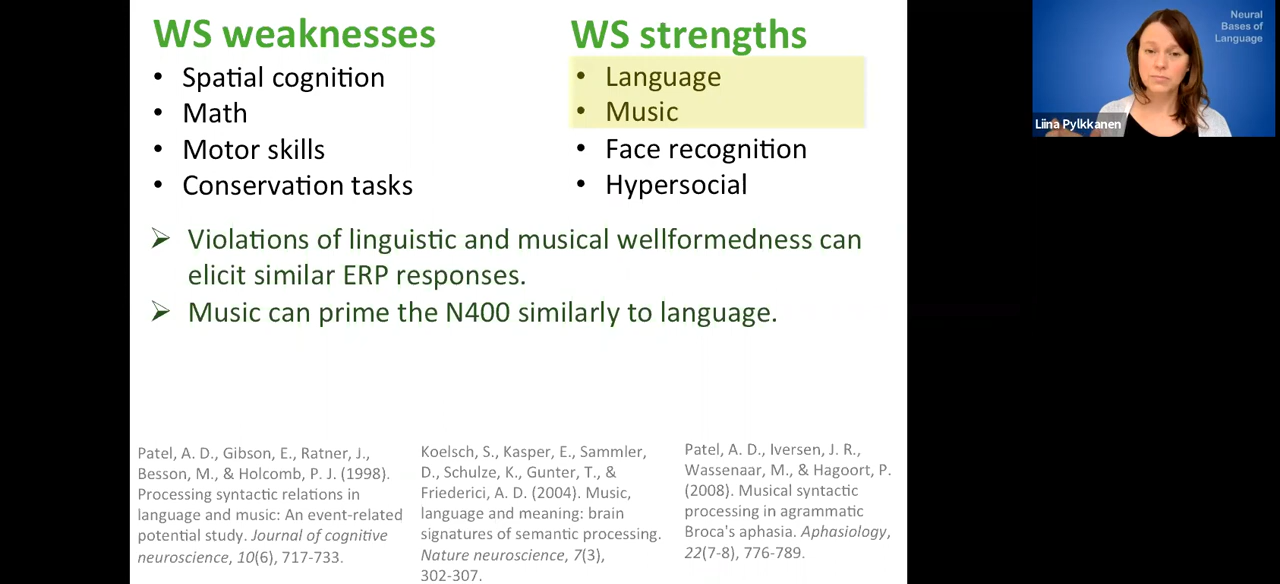 WS weaknesses
• Spatial cognition
• Math
• Motor skills
• Conservation tasks
WS strengths
• Language
• Music
• Face recognition
• Hypersocial
➢ Violations of linguistic and musical wellformedness can
elicit similar ERP responses.
➢ Music can prime the N400 similarly to language.
Patel, A. D., Gibson, E., Ratner, J.,
Besson, M., & Holcomb, P. J. (1998).
Processing syntactic relations in
language and music: An event-related
potential study. Journal of cognitive
neuroscience, 10(6), 717-733.
Koelsch, S., Kasper, E., Sammler,
D., Schulze, K., Gunter, T., &
Friederici, A. D. (2004). Music,
language and meaning: brain
signatures of semantic processing.
Nature neuroscience, 7(3),
302-307.
Patel, A. D., Iversen, J. R.,
Wassenaar, M., & Hagoort, P.
(2008). Musical syntactic
processing in agrammatic
Broca's aphasia. Aphasiology,
22(7-8), 776-789.
Neural
Bases of
Language
Liina Pylkkanen